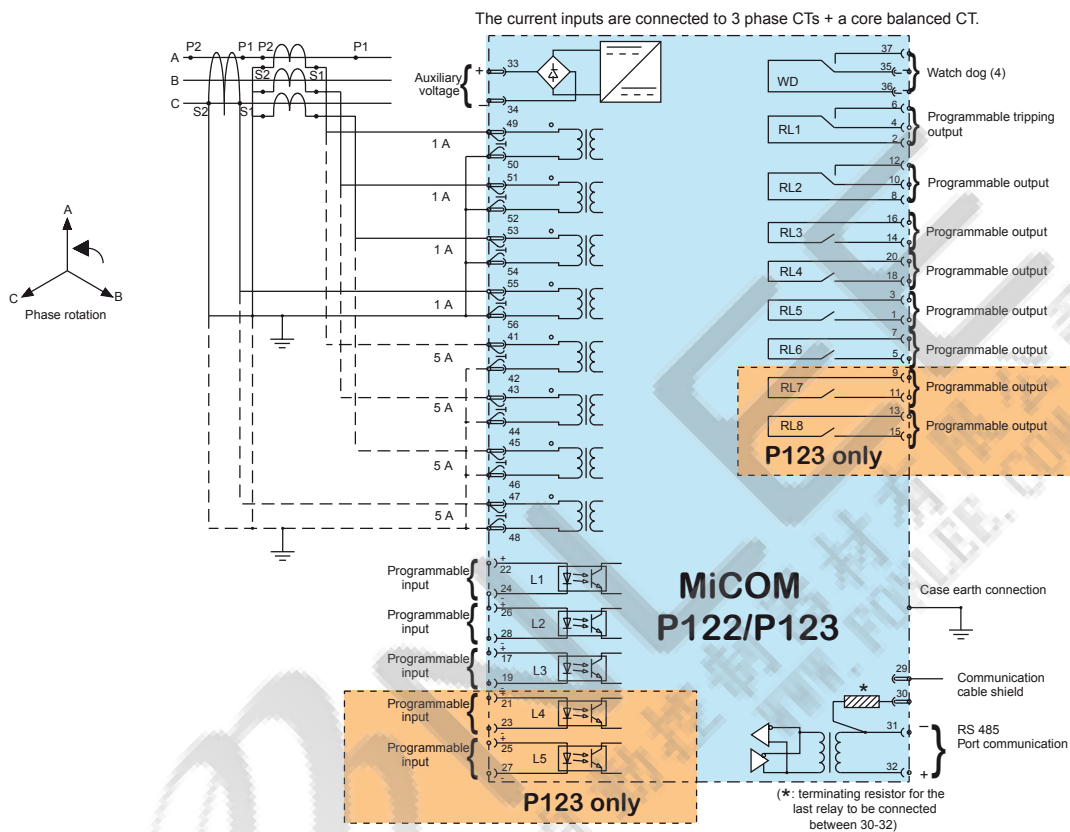 The current inputs are connected to 3 phase CTs + a core balanced CT.
P2
P1
P2
P1
A
B
C
S2
S1
S2
S1
Auxiliary
voltage
+
33
−
34
49
1 A
50
51
1 A
52
53
1 A
54
55
1 A
56
41
5 A
42
43
5 A
44
45
5 A
46
47
5 A
48
A
C
B
Phase rotation
WD
37
35
36
Watch dog (4)
RL1
6
4
2
Programmable tripping
output
RL2
12
10
8
Programmable output
RL3
16
14
Programmable output
RL4
20
18
Programmable output
RL5
3
1
Programmable output
RL6
7
5
Programmable output
RL7
9
11
Programmable output
RL8
13
15
Programmable output
P123 only
Programmable
input
+
22
L1
24
-
Programmable
input
+
26
L2
28
-
Programmable
input
+
17
L3
19
-
Programmable
input
+
21
L4
23
-
Programmable
input
+
25
L5
27
-
P123 only
MiCOM
P122/P123
Case earth connection
29
Communication
cable shield
*
30
31
−
RS 485
Port communication
32
+
(*: terminating resistor for the
last relay to be connected
between 30-32)